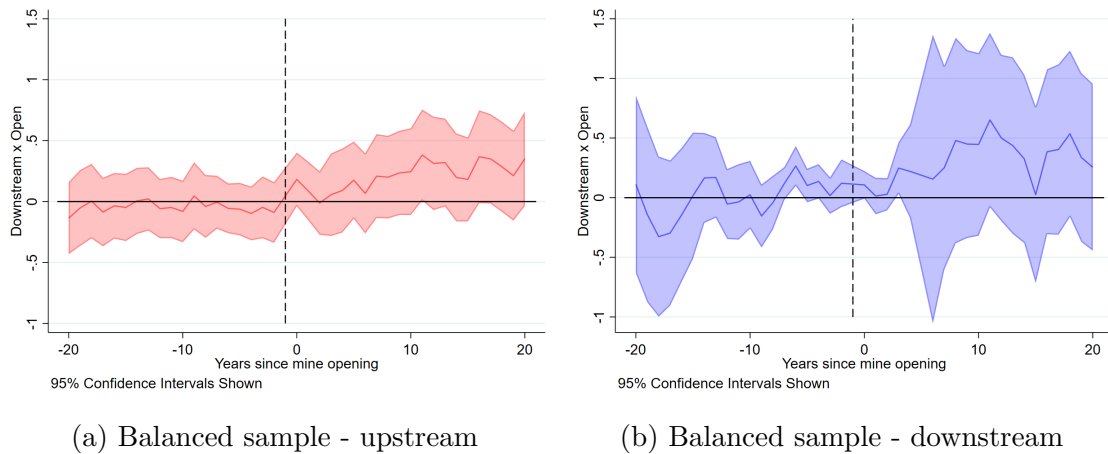 Downstream x Open
1.5
1
.5
0
-.5
-1
-20
-10
0
10
20
Years since mine opening
95% Confidence Intervals Shown
(a) Balanced sample - upstream
Downstream x Open
1.5
1
.5
0
-.5
-1
-20
-10
0
10
20
Years since mine opening
95% Confidence Intervals Shown
(b) Balanced sample - downstream